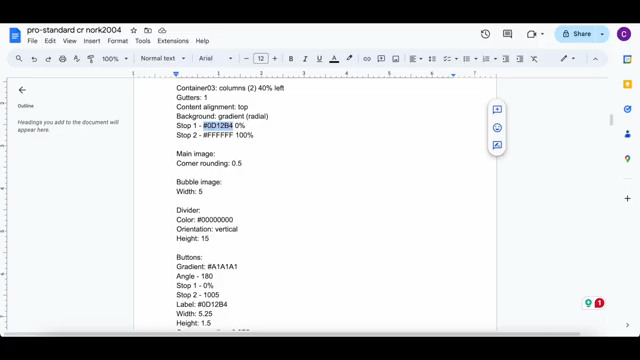 pro-standard cr nork2004
File Edit View Insert Format Tools Extensions
Share
C
100%
Normal text
Arial
12
Outline
Headings you add to the document will
appear here.
Container03: columns (2) 40% left
Gutters: 1
Content alignment: top
Background: gradient (radial)
Stop 1 - #0D12B4 0%
Stop 2 - #FFFFFF 100%
Main image:
Corner rounding: 0.5
Bubble image:
Width: 5
Divider:
Color: #00000000
Orientation: vertical
Height: 15
Buttons:
Gradient: #A1A1A1
Angle - 180
Stop 1 - 0%
Stop 2 - 1005
Label: #0D12B4
Width: 5.25
Height: 1.5
1